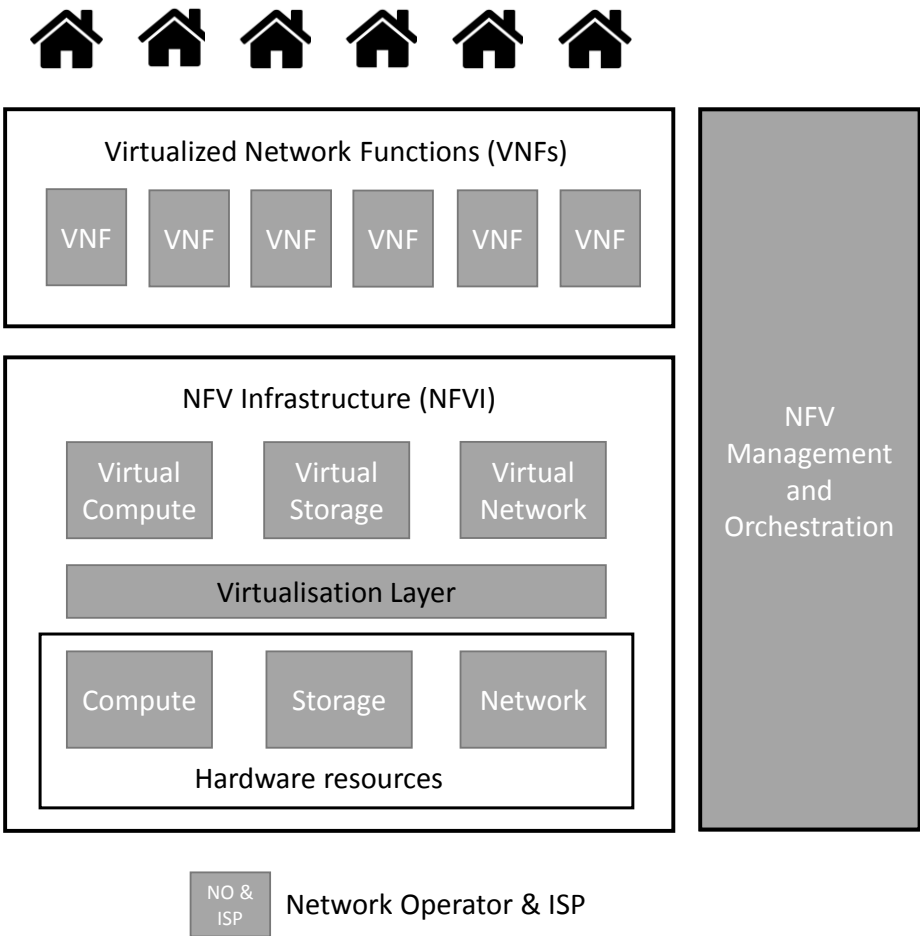 Virtualized Network Functions (VNFs)
VNF VNF VNF VNF VNF VNF
NFV Infrastructure (NFVI)
Virtual Compute
Virtual Storage
Virtual Network
Virtualisation Layer
Compute Storage Network
Hardware resources
NFV
Management
and
Orchestration
NO &
ISP
Network Operator & ISP